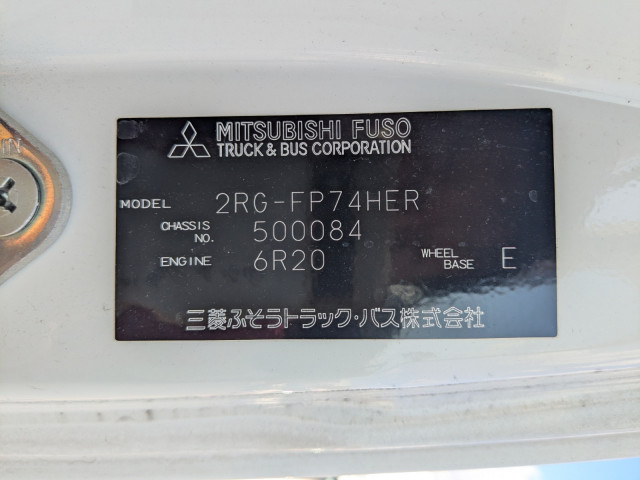 IN
MITSUBISHI FUSO
TRUCK & BUS CORPORATION
MODEL 2RG-FP74HER
CHASSIS NO. 500084
ENGINE 6R20 WHEEL BASE E
三菱ふそうトラック・バス株式会社